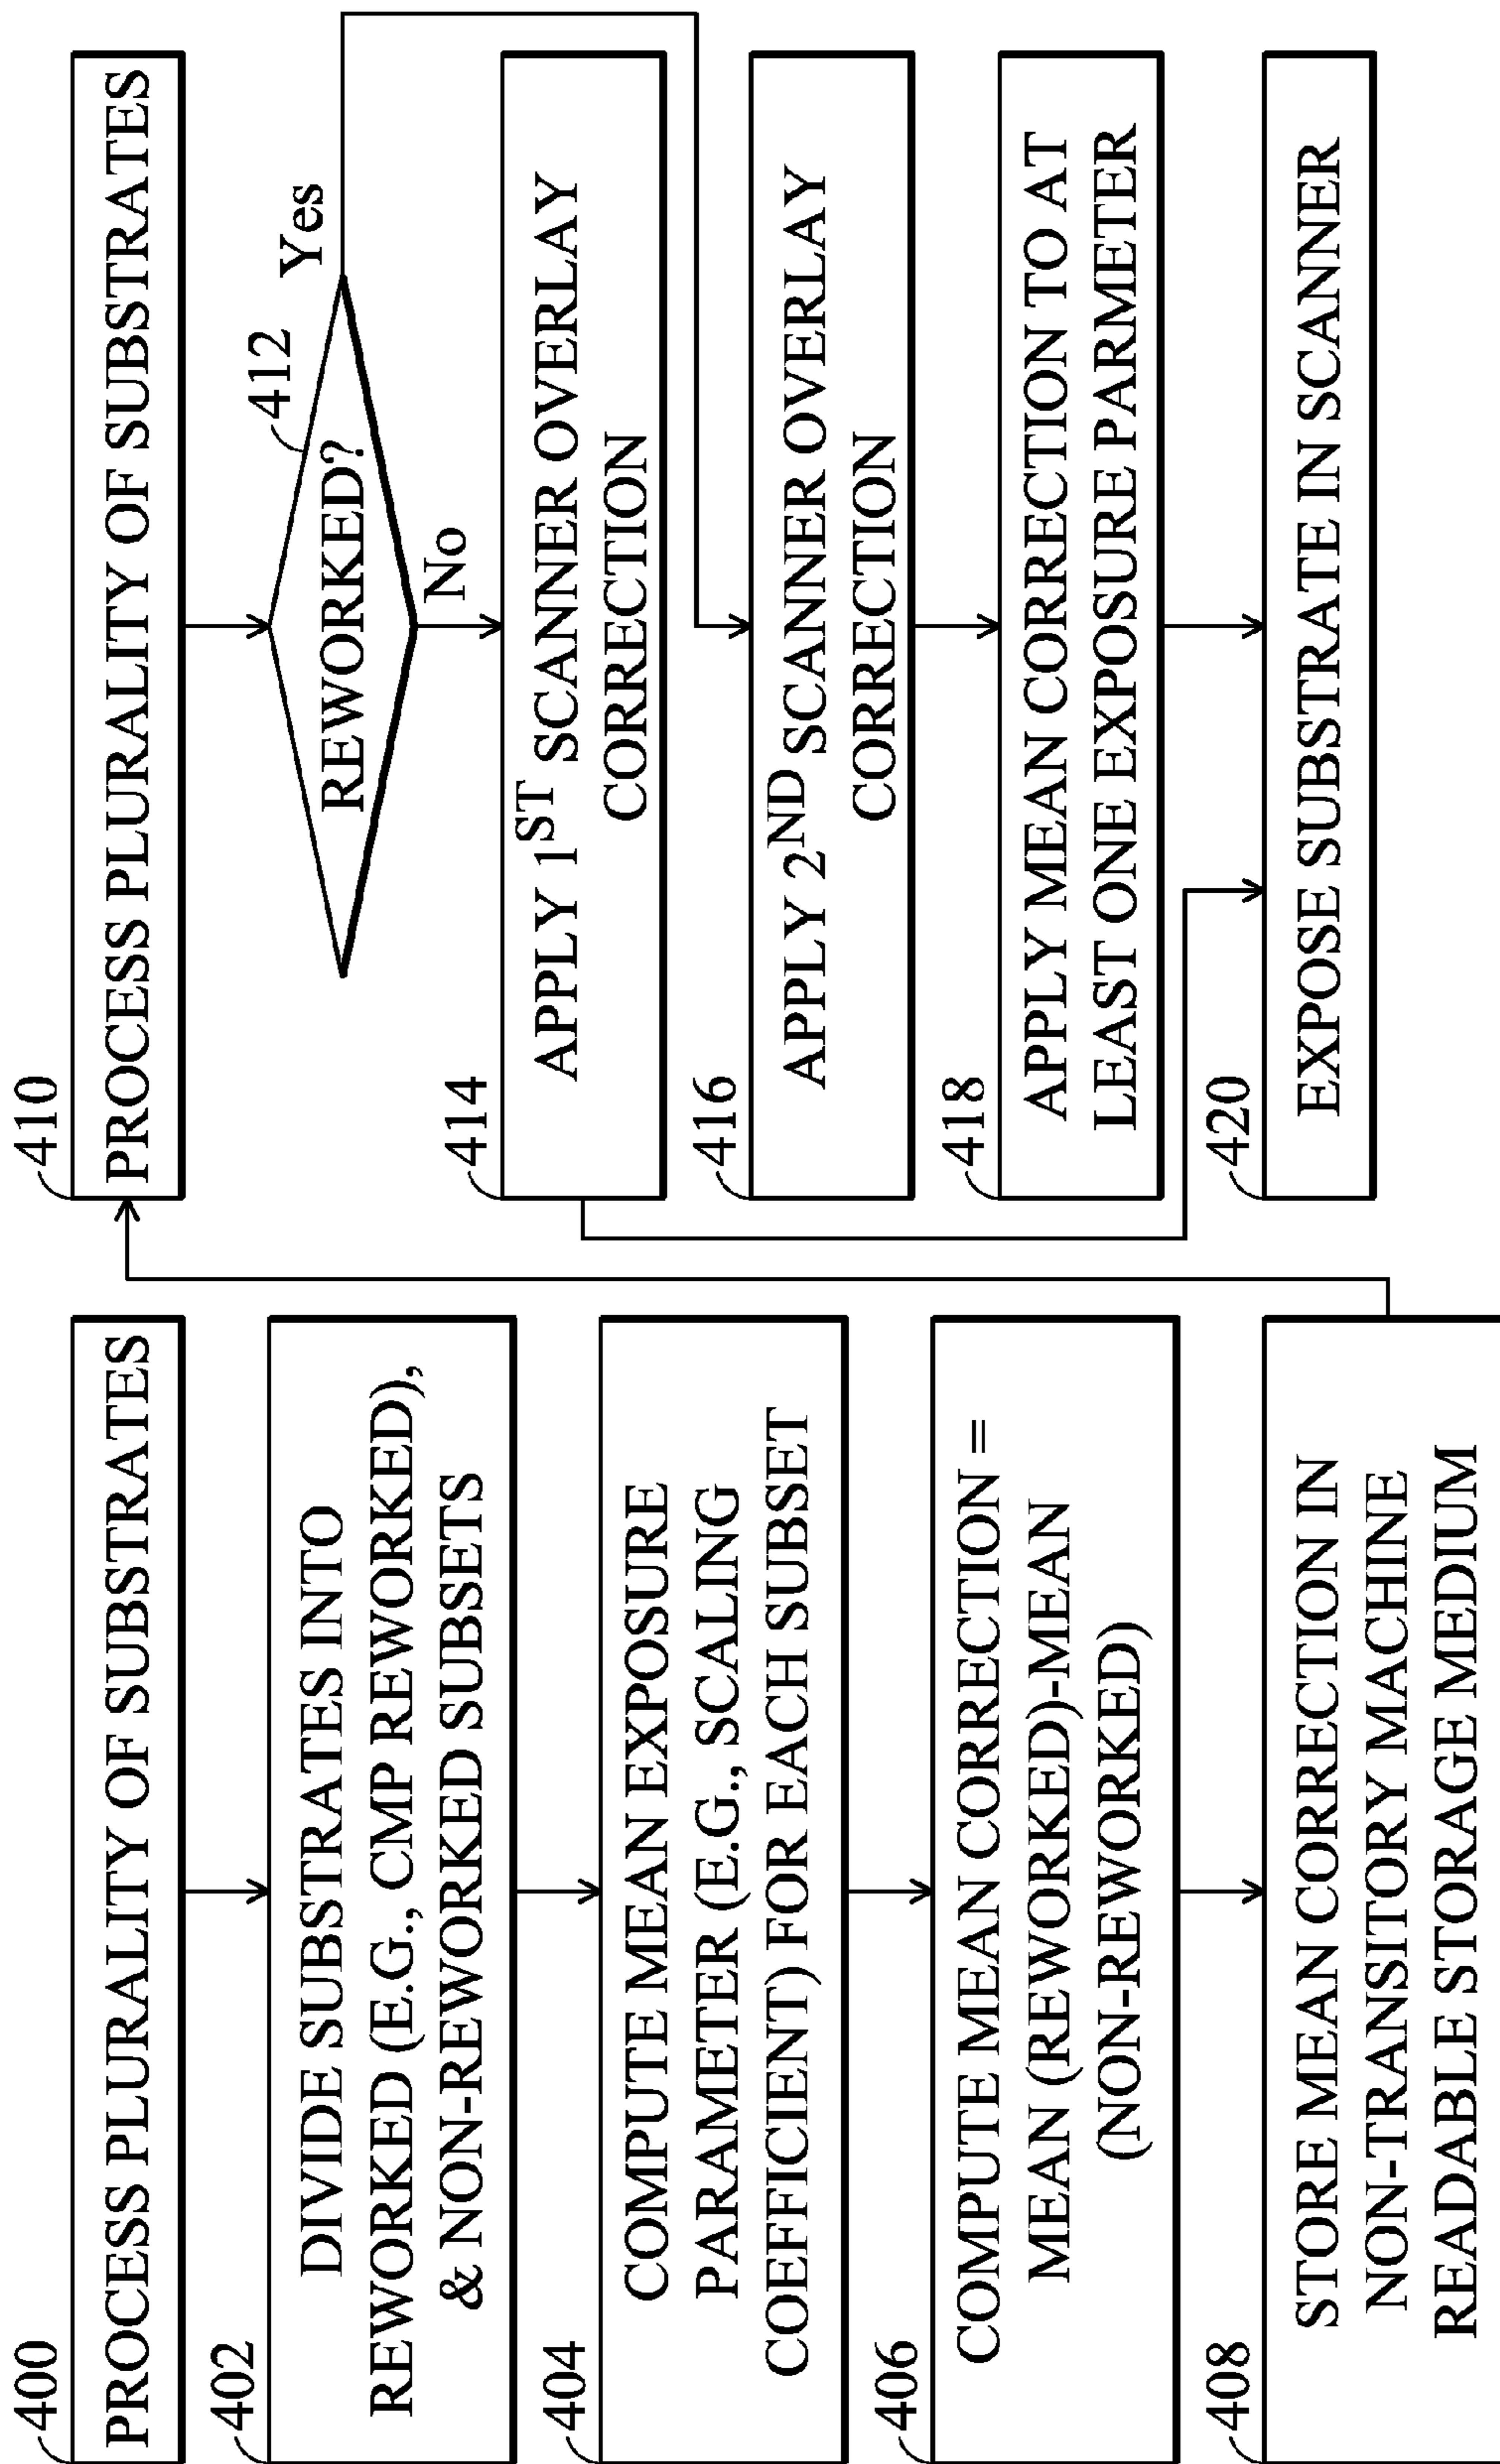 400
PROCESS PLURALITY OF SUBSTRATES
402
DIVIDE SUBSTRATES INTO
REWORKED (E.G., CMP REWORKED),
& NON-REWORKED SUBSETS
404
COMPUTE MEAN EXPOSURE
PARAMETER (E.G., SCALING
COEFFICIENT) FOR EACH SUBSET
406
COMPUTE MEAN CORRECTION =
MEAN (REWORKED)-MEAN
(NON-REWORKED)
408
STORE MEAN CORRECTION IN
NON-TRANSITORY MACHINE
READABLE STORAGE MEDIUM
410
PROCESS PLURALITY OF SUBSTRATES
412
REWORKED?
Yes
No
414
APPLY 1ST SCANNER OVERLAY
CORRECTION
416
APPLY 2ND SCANNER OVERLAY
CORRECTION
418
APPLY MEAN CORRECTION TO AT
LEAST ONE EXPOSURE PARMETER
420
EXPOSE SUBSTRATE IN SCANNER